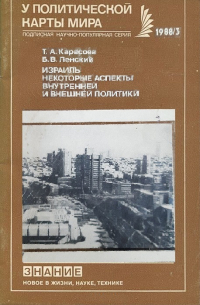 У ПОЛИТИЧЕСКОЙ
КАРТЫ МИРА
ПОДПИСНАЯ НАУЧНО-ПОПУЛЯРНАЯ СЕРИЯ
1988/3
Т. А. Карасова
Б. В. Ленский
ИЗРАИЛЬ
НЕКОТОРЫЕ АСПЕКТЫ
ВНУТРЕННЕЙ
И ВНЕШНЕЙ ПОЛИТИКИ
ЗНАНИЕ
НОВОЕ В ЖИЗНИ, НАУКЕ, ТЕХНИКЕ